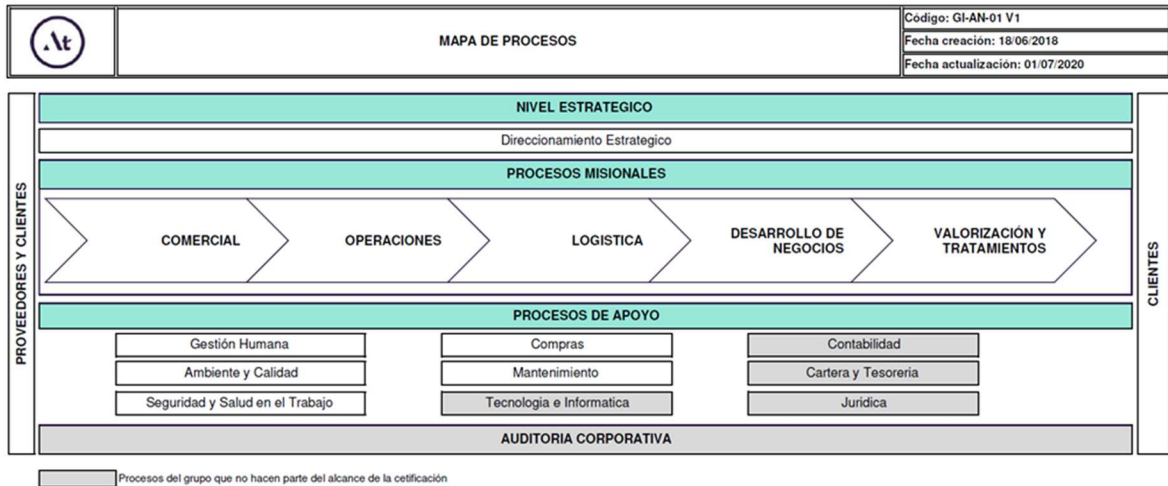 At
MAPA DE PROCESOS
Código: GI-AN-01 V1
Fecha creación: 18/06/2018
Fecha actualización: 01/07/2020
PROVEEDORES Y CLIENTES
NIVEL ESTRATEGICO
Direccionamiento Estrategico
PROCESOS MISIONALES
COMERCIAL
OPERACIONES
LOGISTICA
DESARROLLO DE
NEGOCIOS
VALORIZACIÓN Y
TRATAMIENTOS
CLIENTES
PROCESOS DE APOYO
Gestión Humana
Compras
Contabilidad
Ambiente y Calidad
Mantenimiento
Cartera y Tesoreria
Seguridad y Salud en el Trabajo
Tecnologia e Informatica
Juridica
AUDITORIA CORPORATIVA
Procesos del grupo que no hacen parte del alcance de la cetificación